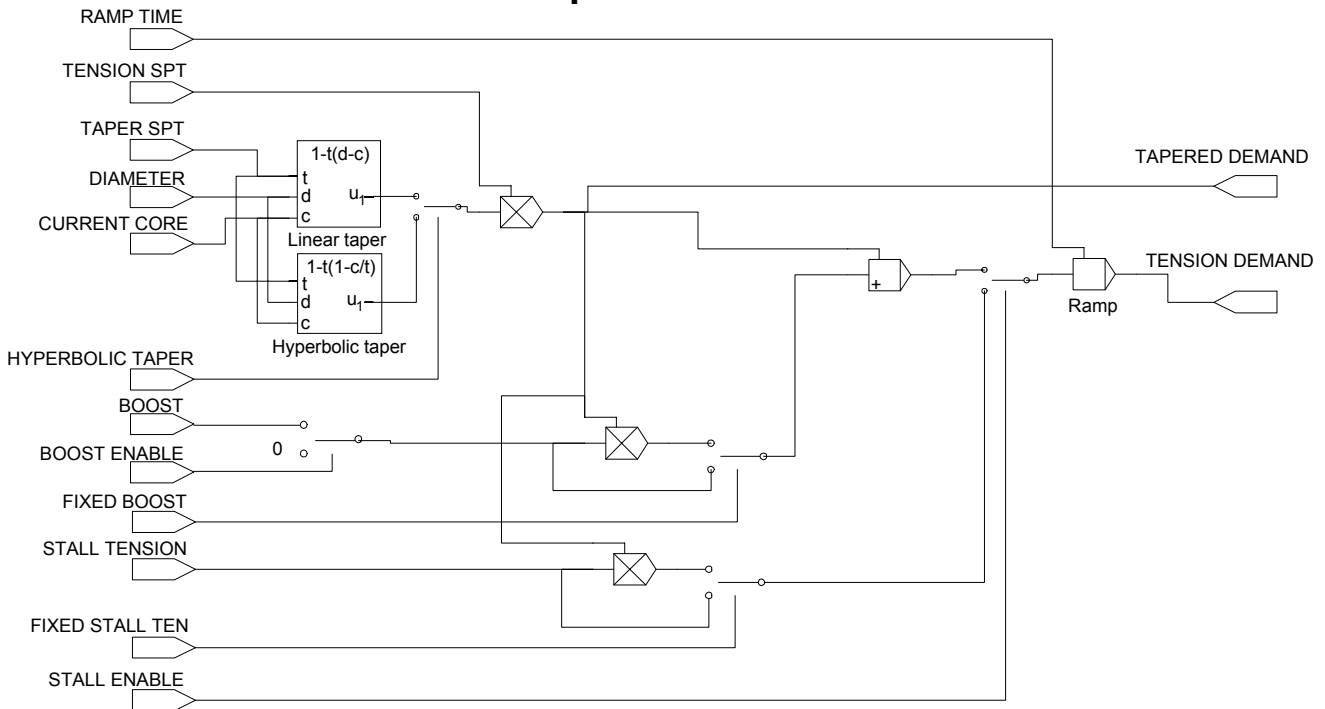 RAMP TIME
TENSION SPT
TAPER SPT
DIAMETER
CURRENT CORE
1-t(d-c)
t
d
c
u1
Linear taper
1-t(1-c/t)
t
d
c
u1
Hyperbolic taper
TAPERED DEMAND
TENSION DEMAND
+
Ramp
HYPERBOLIC TAPER
BOOST
0
BOOST ENABLE
FIXED BOOST
STALL TENSION
FIXED STALL TEN
STALL ENABLE